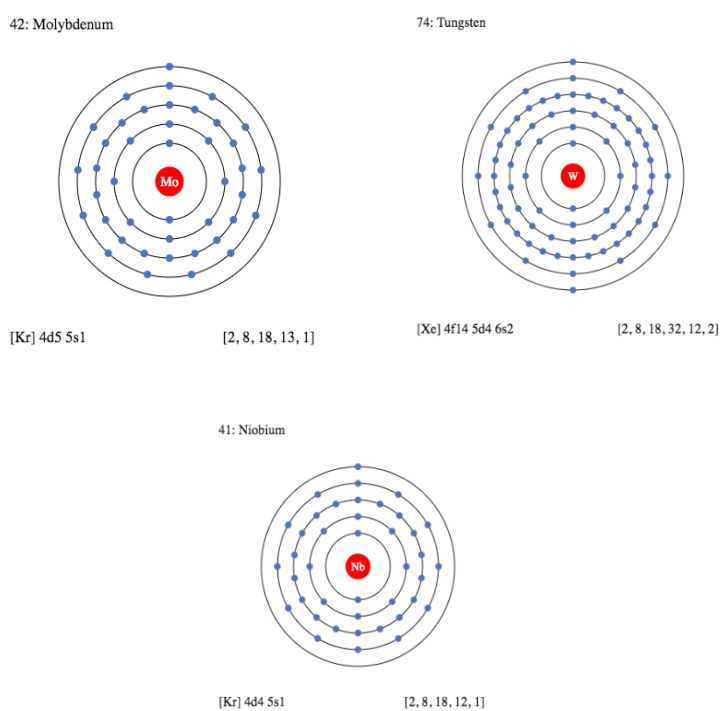 42: Molybdenum
74: Tungsten
Mo
W
[Kr] 4d5 5s1
[2, 8, 18, 13, 1]
[Xe] 4f14 5d4 6s2
[2, 8, 18, 32, 12, 2]
41: Niobium
Nb
[Kr] 4d4 5s1
[2, 8, 18, 12, 1]